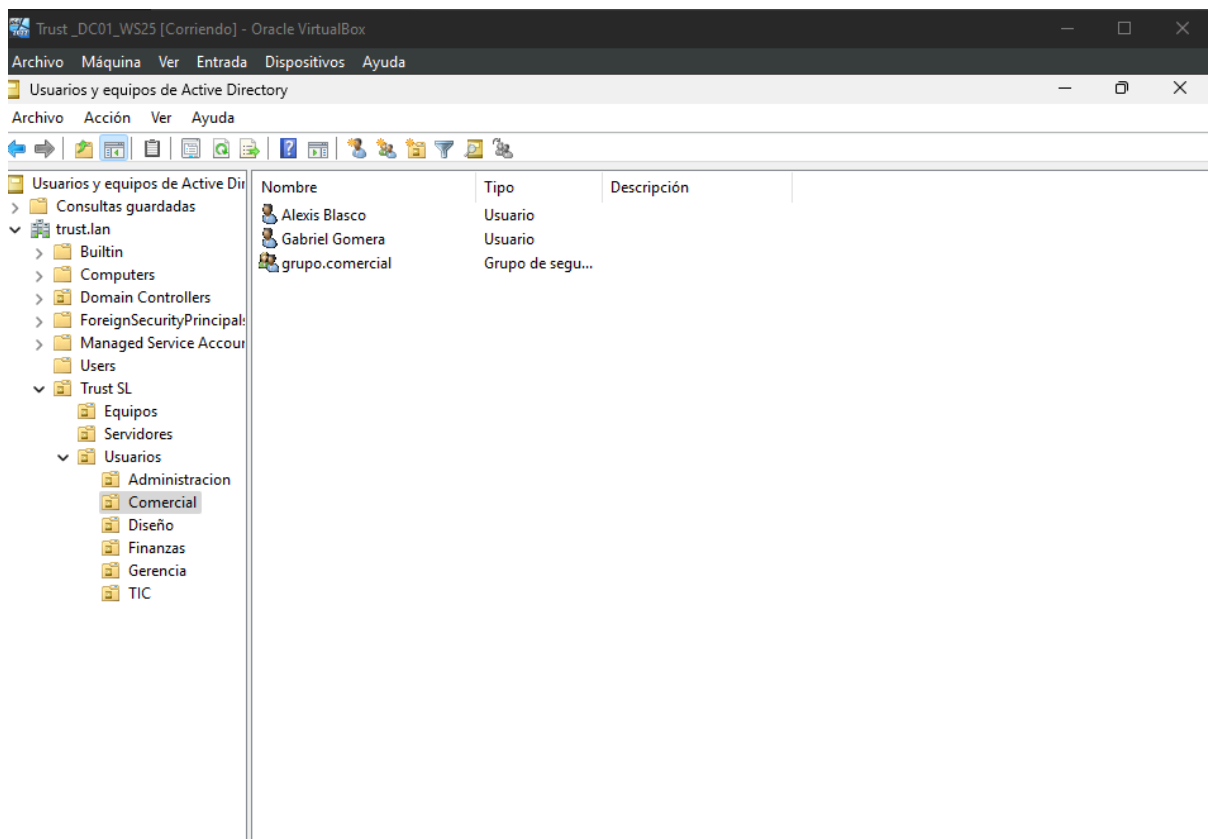 Trust _DC01_WS25 [Corriendo] - Oracle VirtualBox
Archivo Máquina Ver Entrada Dispositivos Ayuda
Usuarios y equipos de Active Directory
Archivo Acción Ver Ayuda
Usuarios y equipos de Active Dir
Consultas guardadas
trust.lan
Builtin
Computers
Domain Controllers
ForeignSecurityPrincipals
Managed Service Accour
Users
Trust SL
Equipos
Servidores
Usuarios
Administracion
Comercial
Diseño
Finanzas
Gerencia
TIC
Nombre Tipo Descripción
Alexis Blasco Usuario
Gabriel Gomera Usuario
grupo.comercial Grupo de segu...